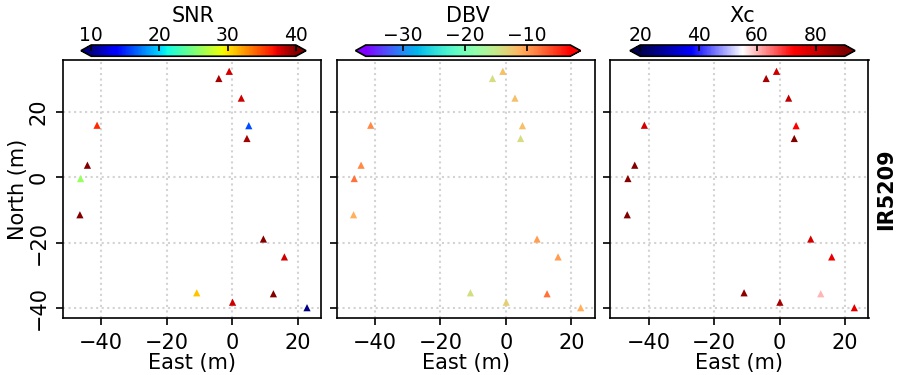 SNR DBV Xc
10 20 30 40 −30 −20 −10 20 40 60 80
20
0
−20
−40
North (m)
IR5209
−40 −20 0 20 −40 −20 0 20 −40 −20 0 20
East (m) East (m) East (m)